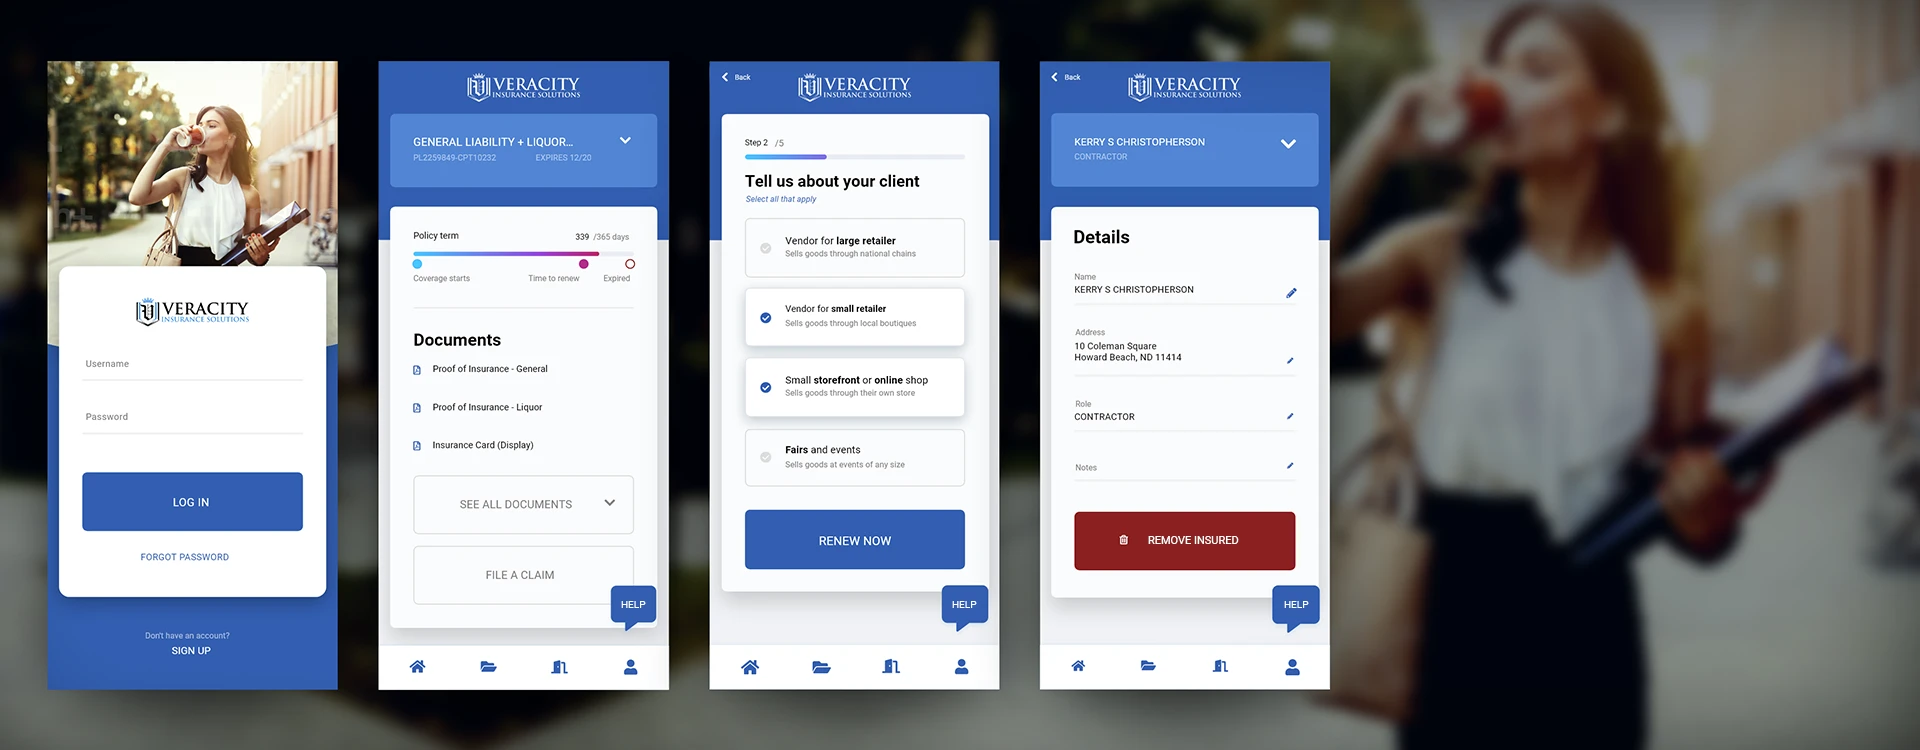 VERACITY
INSURANCE SOLUTIONS
Username
Password
LOG IN
FORGOT PASSWORD
Don't have an account?
SIGN UP
VERACITY
INSURANCE SOLUTIONS
GENERAL LIABILITY + LIQUOR...
PL2259849-CPT10232 EXPIRES 12/20
Policy term 339 /365 days
Coverage starts Time to renew Expired
Documents
Proof of Insurance - General
Proof of Insurance - Liquor
Insurance Card (Display)
SEE ALL DOCUMENTS
FILE A CLAIM
HELP
Back
VERACITY
INSURANCE SOLUTIONS
Step 2 /5
Tell us about your client
Select all that apply
Vendor for large retailer
Sells goods through national chains
Vendor for small retailer
Sells goods through local boutiques
Small storefront or online shop
Sells goods through their own store
Fairs and events
Sells goods at events of any size
RENEW NOW
HELP
Back
VERACITY
INSURANCE SOLUTIONS
KERRY S CHRISTOPHERSON
CONTRACTOR
Details
Name
KERRY S CHRISTOPHERSON
Address
10 Coleman Square
Howard Beach, ND 11414
Role
CONTRACTOR
Notes
REMOVE INSURED
HELP